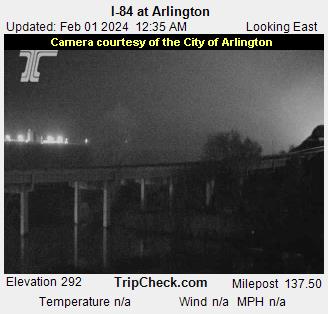 I-84 at Arlington
Updated: Feb 01 2024 12:35 AM Looking East
Camera courtesy of the City of Arlington
Elevation 292 TripCheck.com Milepost 137.50
Temperature n/a Wind n/a MPH n/a